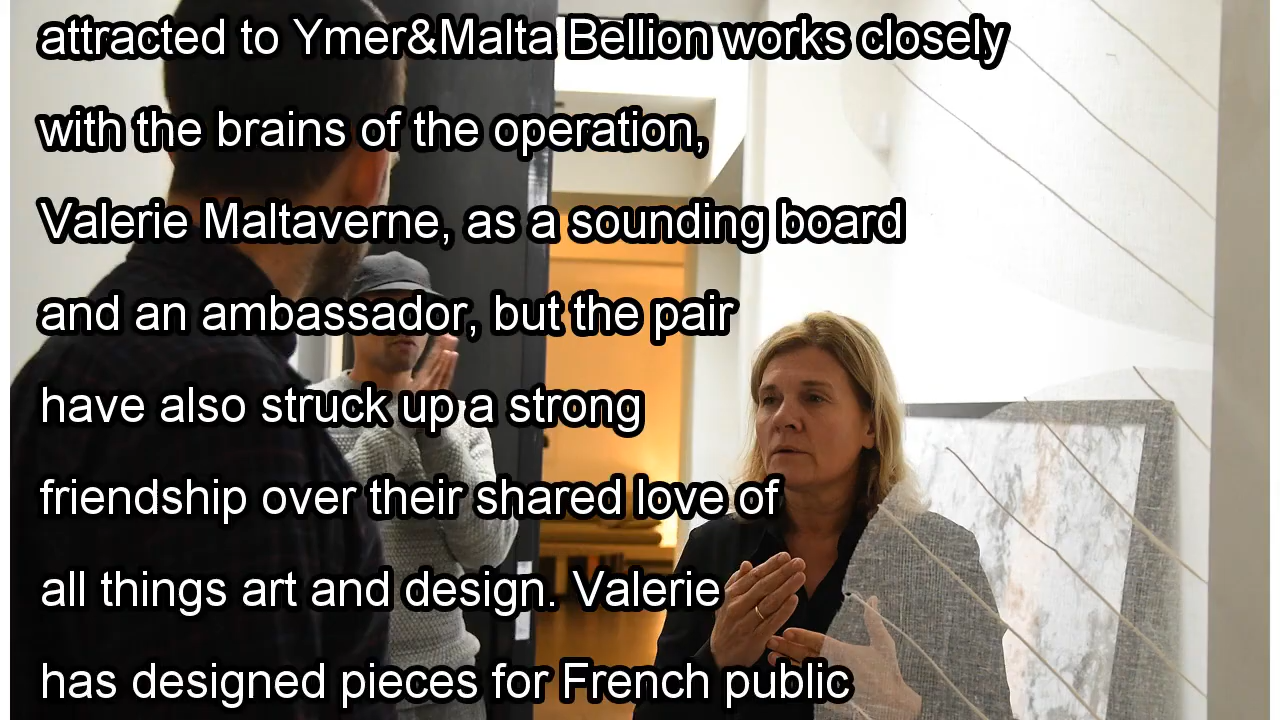 attracted to Ymer&Malta Bellion works closely
with the brains of the operation,
Valerie Maltaverne, as a sounding board
and an ambassador, but the pair
have also struck up a strong
friendship over their shared love of
all things art and design. Valerie
has designed pieces for French public